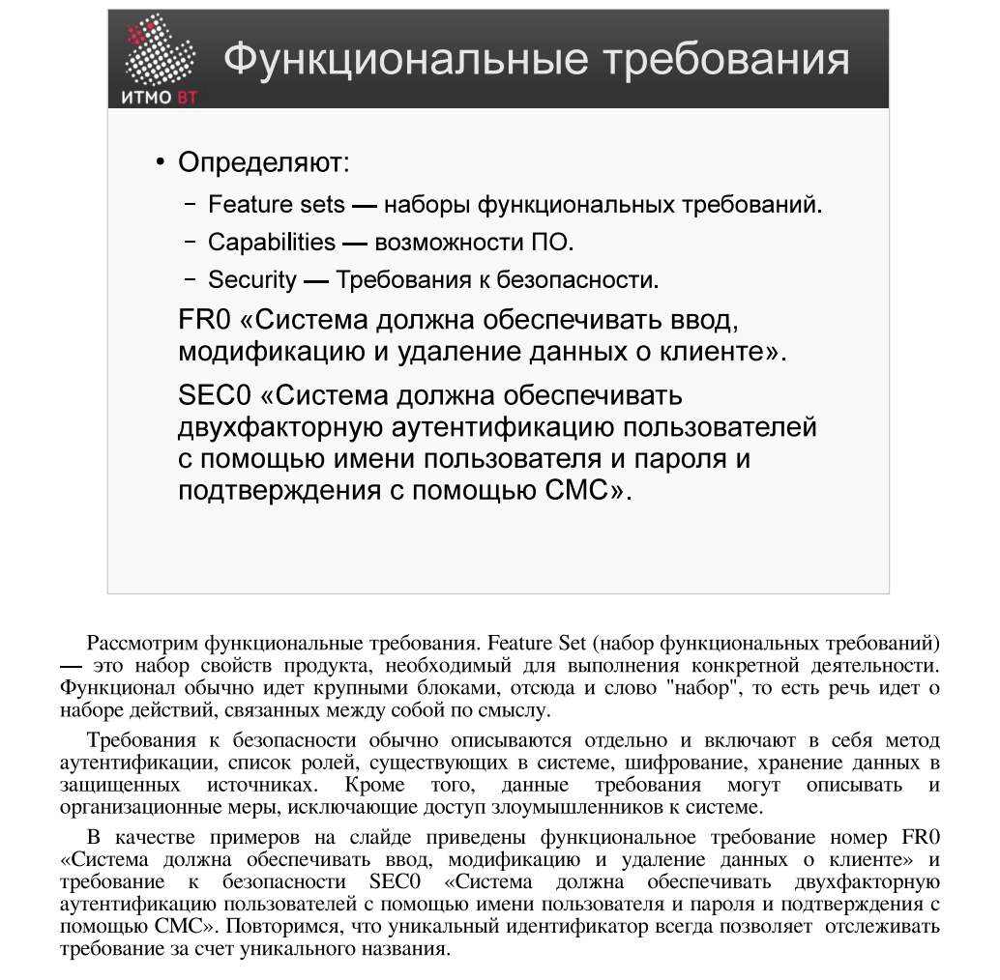 ИТМО ВТ
Функциональные требования
• Определяют:
– Feature sets — наборы функциональных требований.
– Capabilities — возможности ПО.
– Security — Требования к безопасности.
FR0 «Система должна обеспечивать ввод,
модификацию и удаление данных о клиенте».
SEC0 «Система должна обеспечивать
двухфакторную аутентификацию пользователей
с помощью имени пользователя и пароля и
подтверждения с помощью СМС».
Рассмотрим функциональные требования. Feature Set (набор функциональных требований)
— это набор свойств продукта, необходимый для выполнения конкретной деятельности.
Функционал обычно идет крупными блоками, отсюда и слово "набор", то есть речь идет о
наборе действий, связанных между собой по смыслу.
Требования к безопасности обычно описываются отдельно и включают в себя метод
аутентификации, список ролей, существующих в системе, шифрование, хранение данных в
защищенных источниках. Кроме того, данные требования могут описывать и
организационные меры, исключающие доступ злоумышленников к системе.
В качестве примеров на слайде приведены функциональное требование номер FR0
«Система должна обеспечивать ввод, модификацию и удаление данных о клиенте» и
требование к безопасности SEC0 «Система должна обеспечивать двухфакторную
аутентификацию пользователей с помощью имени пользователя и пароля и подтверждения с
помощью СМС». Повторимся, что уникальный идентификатор всегда позволяет отслеживать
требование за счет уникального названия.